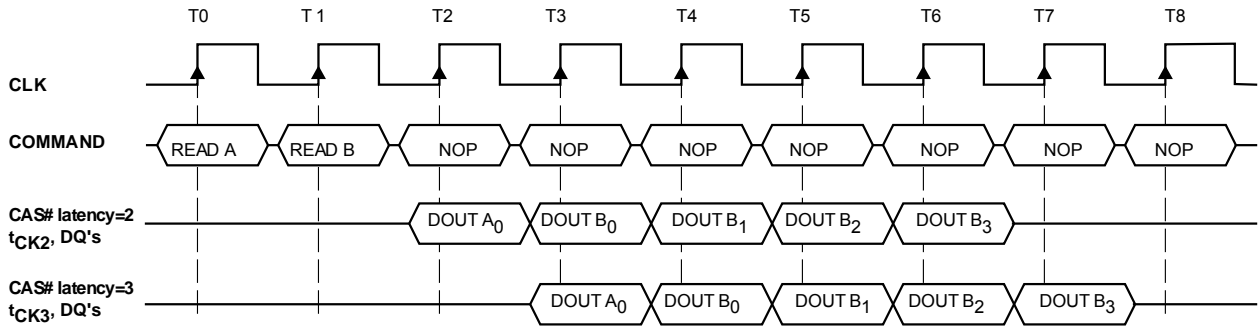 T0 T1 T2 T3 T4 T5 T6 T7 T8
CLK
COMMAND READ A READ B NOP NOP NOP NOP NOP NOP NOP
CAS# latency=2
tCK2, DQ's DOUT A0 DOUT B0 DOUT B1 DOUT B2 DOUT B3
CAS# latency=3
tCK3, DQ's DOUT A0 DOUT B0 DOUT B1 DOUT B2 DOUT B3